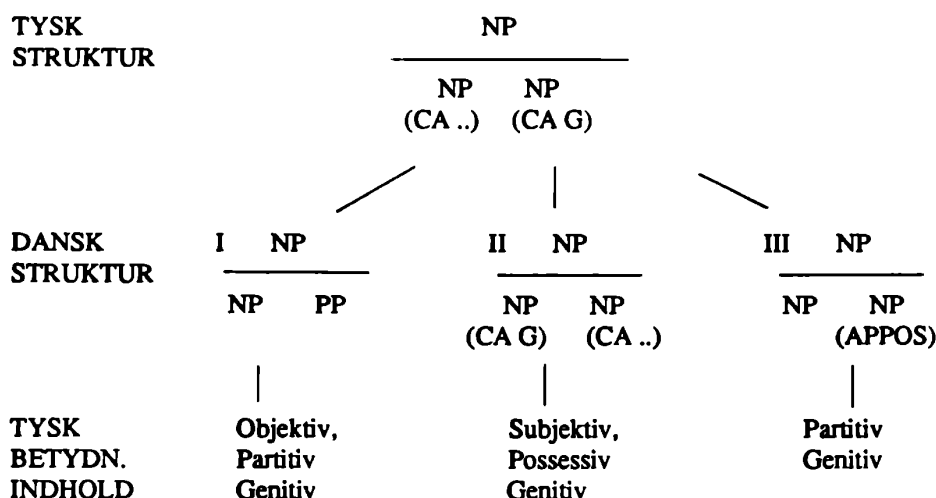 TYSK NP
STRUKTUR
NP NP
(CA ..) (CA G)
DANSK I NP II NP III NP
STRUKTUR
NP PP NP NP NP NP
(CA G) (CA ..) (APPOS)
TYSK Objektiv, Subjektiv, Partitiv
BETYDN. Partitiv Possessiv Genitiv
INDHOLD Genitiv Genitiv